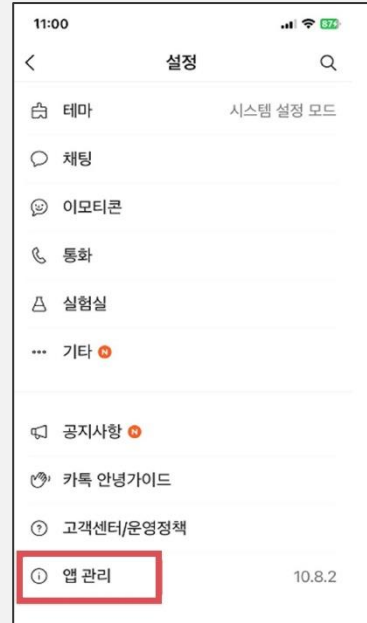 11:00 87
설정
테마 시스템 설정 모드
채팅
이모티콘
통화
실험실
기타 N
공지사항 N
카톡 안녕가이드
고객센터/운영정책
앱 관리 10.8.2